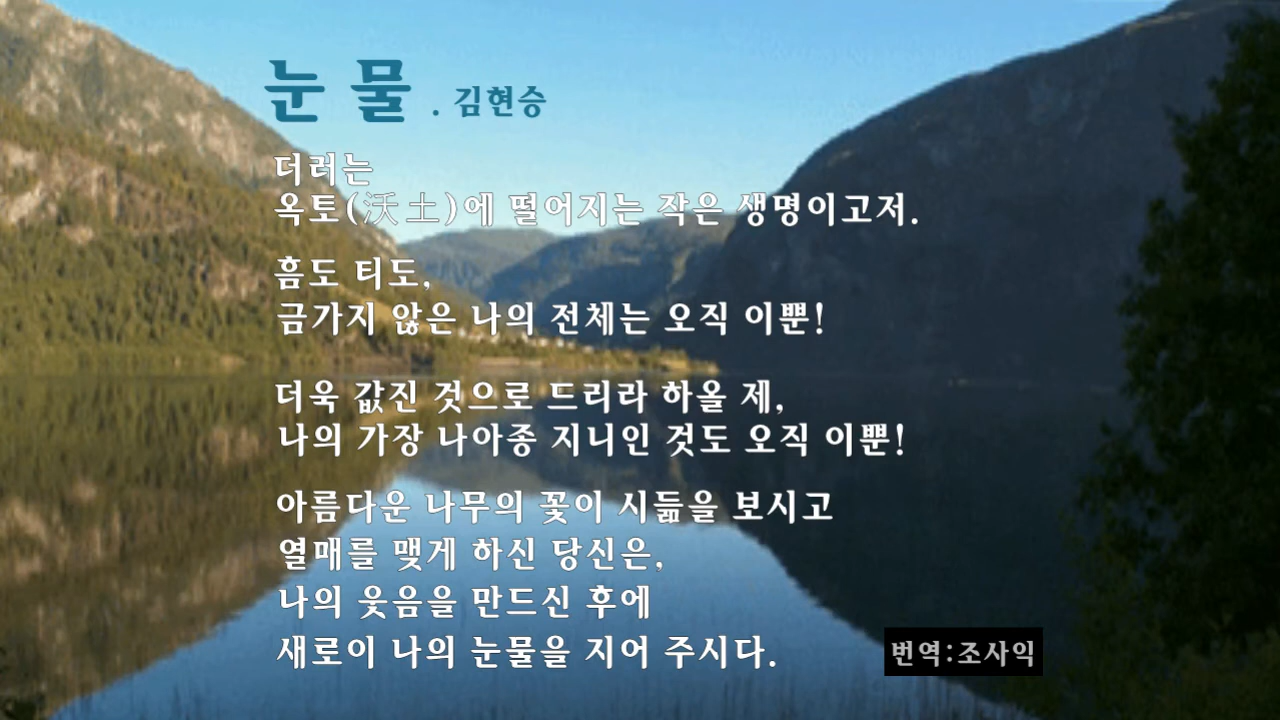 눈물 . 김현승
더러는
옥토(沃土)에 떨어지는 작은 생명이고저.
흠도 티도,
금가지 않은 나의 전체는 오직 이뿐!
더욱 값진 것으로 드리라 하올 제,
나의 가장 나아종 지니인 것도 오직 이뿐!
아름다운 나무의 꽃이 시듦을 보시고
열매를 맺게 하신 당신은,
나의 웃음을 만드신 후에
새로이 나의 눈물을 지어 주시다.
번역:조사익